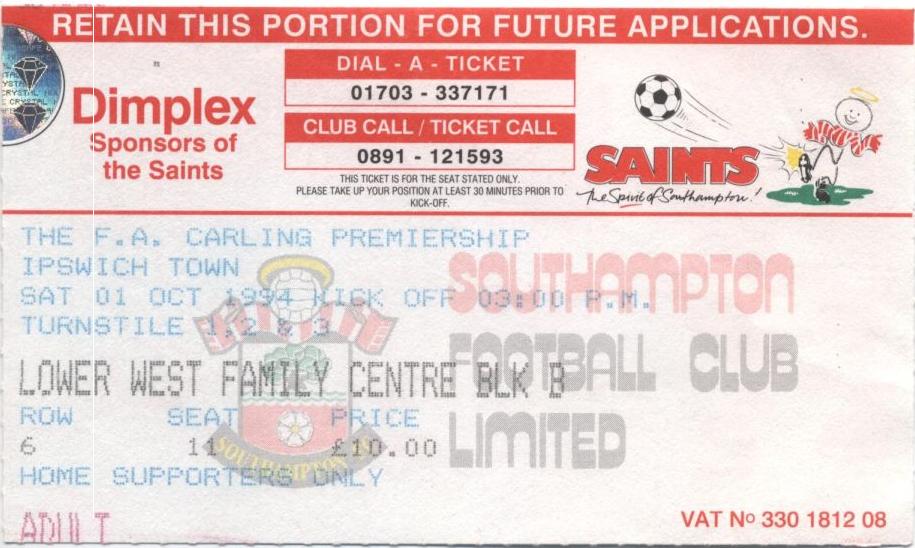 RETAIN THIS PORTION FOR FUTURE APPLICATIONS.
Dimplex
Sponsors of
the Saints
DIAL - A - TICKET
01703 - 337171
CLUB CALL / TICKET CALL
0891 - 121593
THIS TICKET IS FOR THE SEAT STATED ONLY.
PLEASE TAKE UP YOUR POSITION AT LEAST 30 MINUTES PRIOR TO
KICK-OFF.
SAINTS
The Spirit of Southampton!
THE F.A. CARLING PREMIERSHIP
IPSWICH TOWN
SAT 01 OCT 1994 KICK OFF 03:00 P.M.
TURNSTILE 1,2 & 3
SOUTHAMPTON
FOOTBALL CLUB
LIMITED
LOWER WEST FAMILY CENTRE BLK B
ROW SEAT PRICE
6 11 £10.00
SOUTHAMPTON
HOME SUPPORTERS ONLY
ADULT
VAT No 330 1812 08